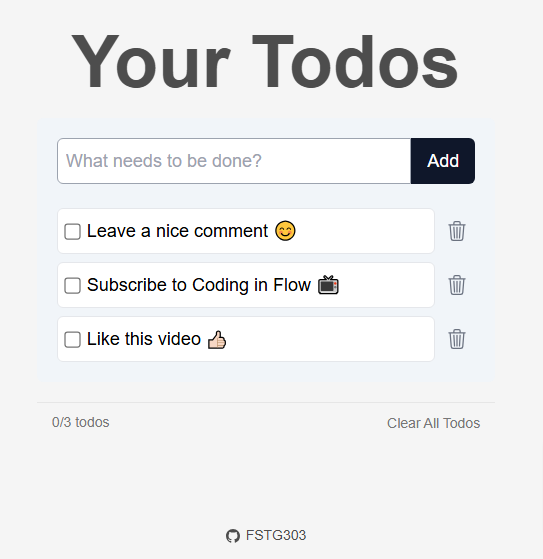 Your Todos
What needs to be done?
Add
Leave a nice comment 😊
Subscribe to Coding in Flow 📺
Like this video 👍🏻
0/3 todos
Clear All Todos
FSTG303